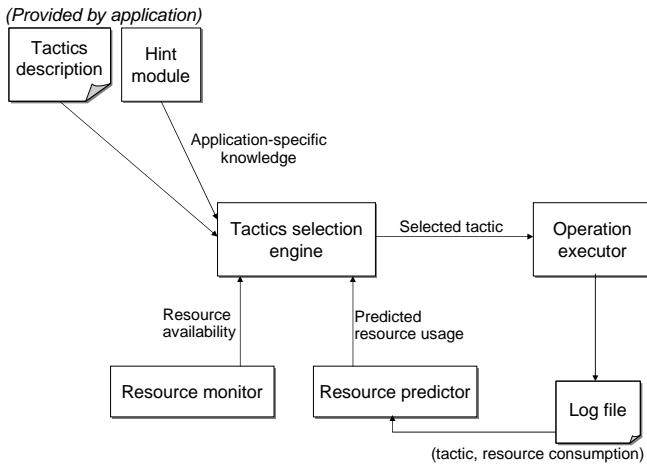 (Provided by application)
Tactics
description
Hint
module
Application-specific
knowledge
Tactics selection
engine
Selected tactic
Operation
executor
Resource
availability
Predicted
resource usage
Resource monitor
Resource predictor
Log file
(tactic, resource consumption)